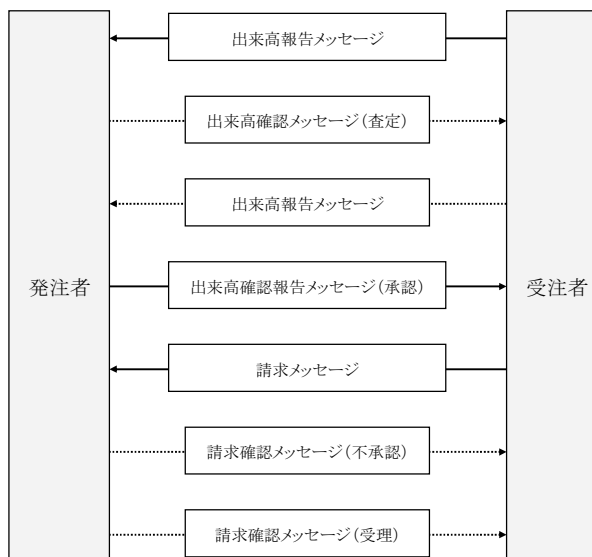 出来高報告メッセージ
出来高確認メッセージ(査定)
出来高報告メッセージ
発注者
出来高確認報告メッセージ(承認)
受注者
請求メッセージ
請求確認メッセージ(不承認)
請求確認メッセージ(受理)